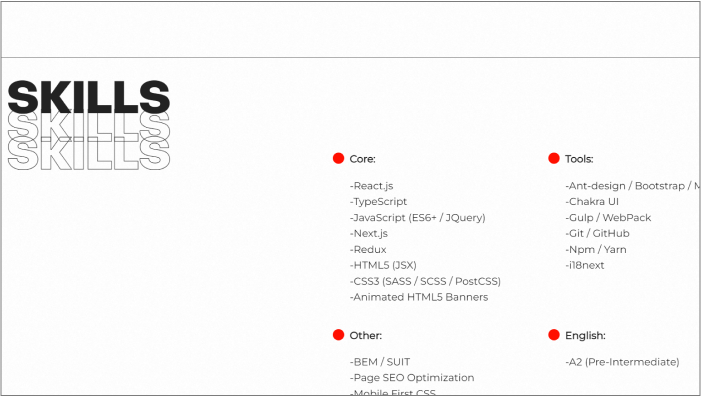 SKILLS
SKILLS
SKILLS
Core:
-React.js
-TypeScript
-JavaScript (ES6+ / JQuery)
-Next.js
-Redux
-HTML5 (JSX)
-CSS3 (SASS / SCSS / PostCSS)
-Animated HTML5 Banners
Tools:
-Ant-design / Bootstrap /
-Chakra UI
-Gulp / WebPack
-Git / GitHub
-Npm / Yarn
-i18next
Other:
-BEM / SUIT
-Page SEO Optimization
-Mobile First CSS
English:
-A2 (Pre-Intermediate)